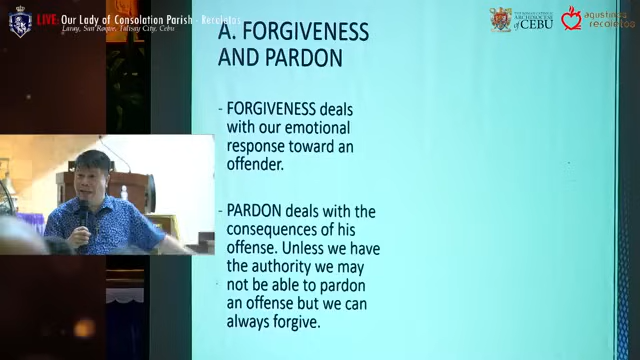 LIVE: Our Lady of Consolation Parish - Recoletos
Laray, San Roque, Talisay City, Cebu
ARCHDIOCESE
of CEBU
agustinos
recoletos
A. FORGIVENESS
AND PARDON
- FORGIVENESS deals
with our emotional
response toward an
offender.
- PARDON deals with the
consequences of his
offense. Unless we have
the authority we may
not be able to pardon
an offense but we can
always forgive.